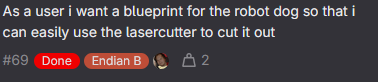 As a user i want a blueprint for the robot dog so that i
can easily use the lasercutter to cut it out
#69 Done Endian B 2